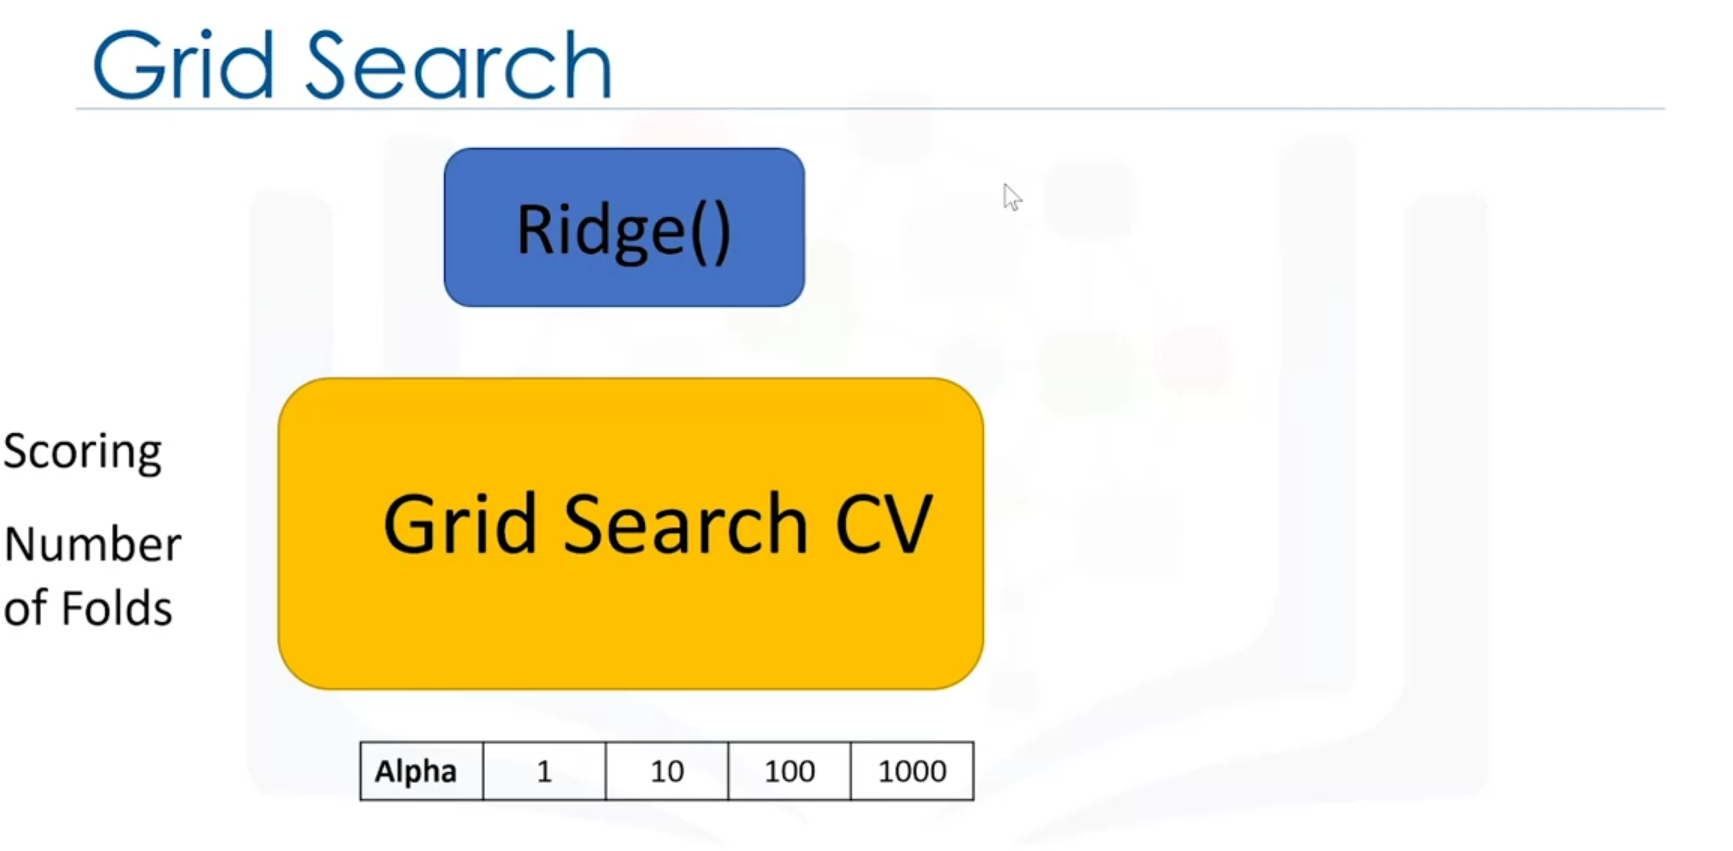 Grid Search
Ridge()
Scoring
Number
of Folds
Grid Search CV
Alpha 1 10 100 1000